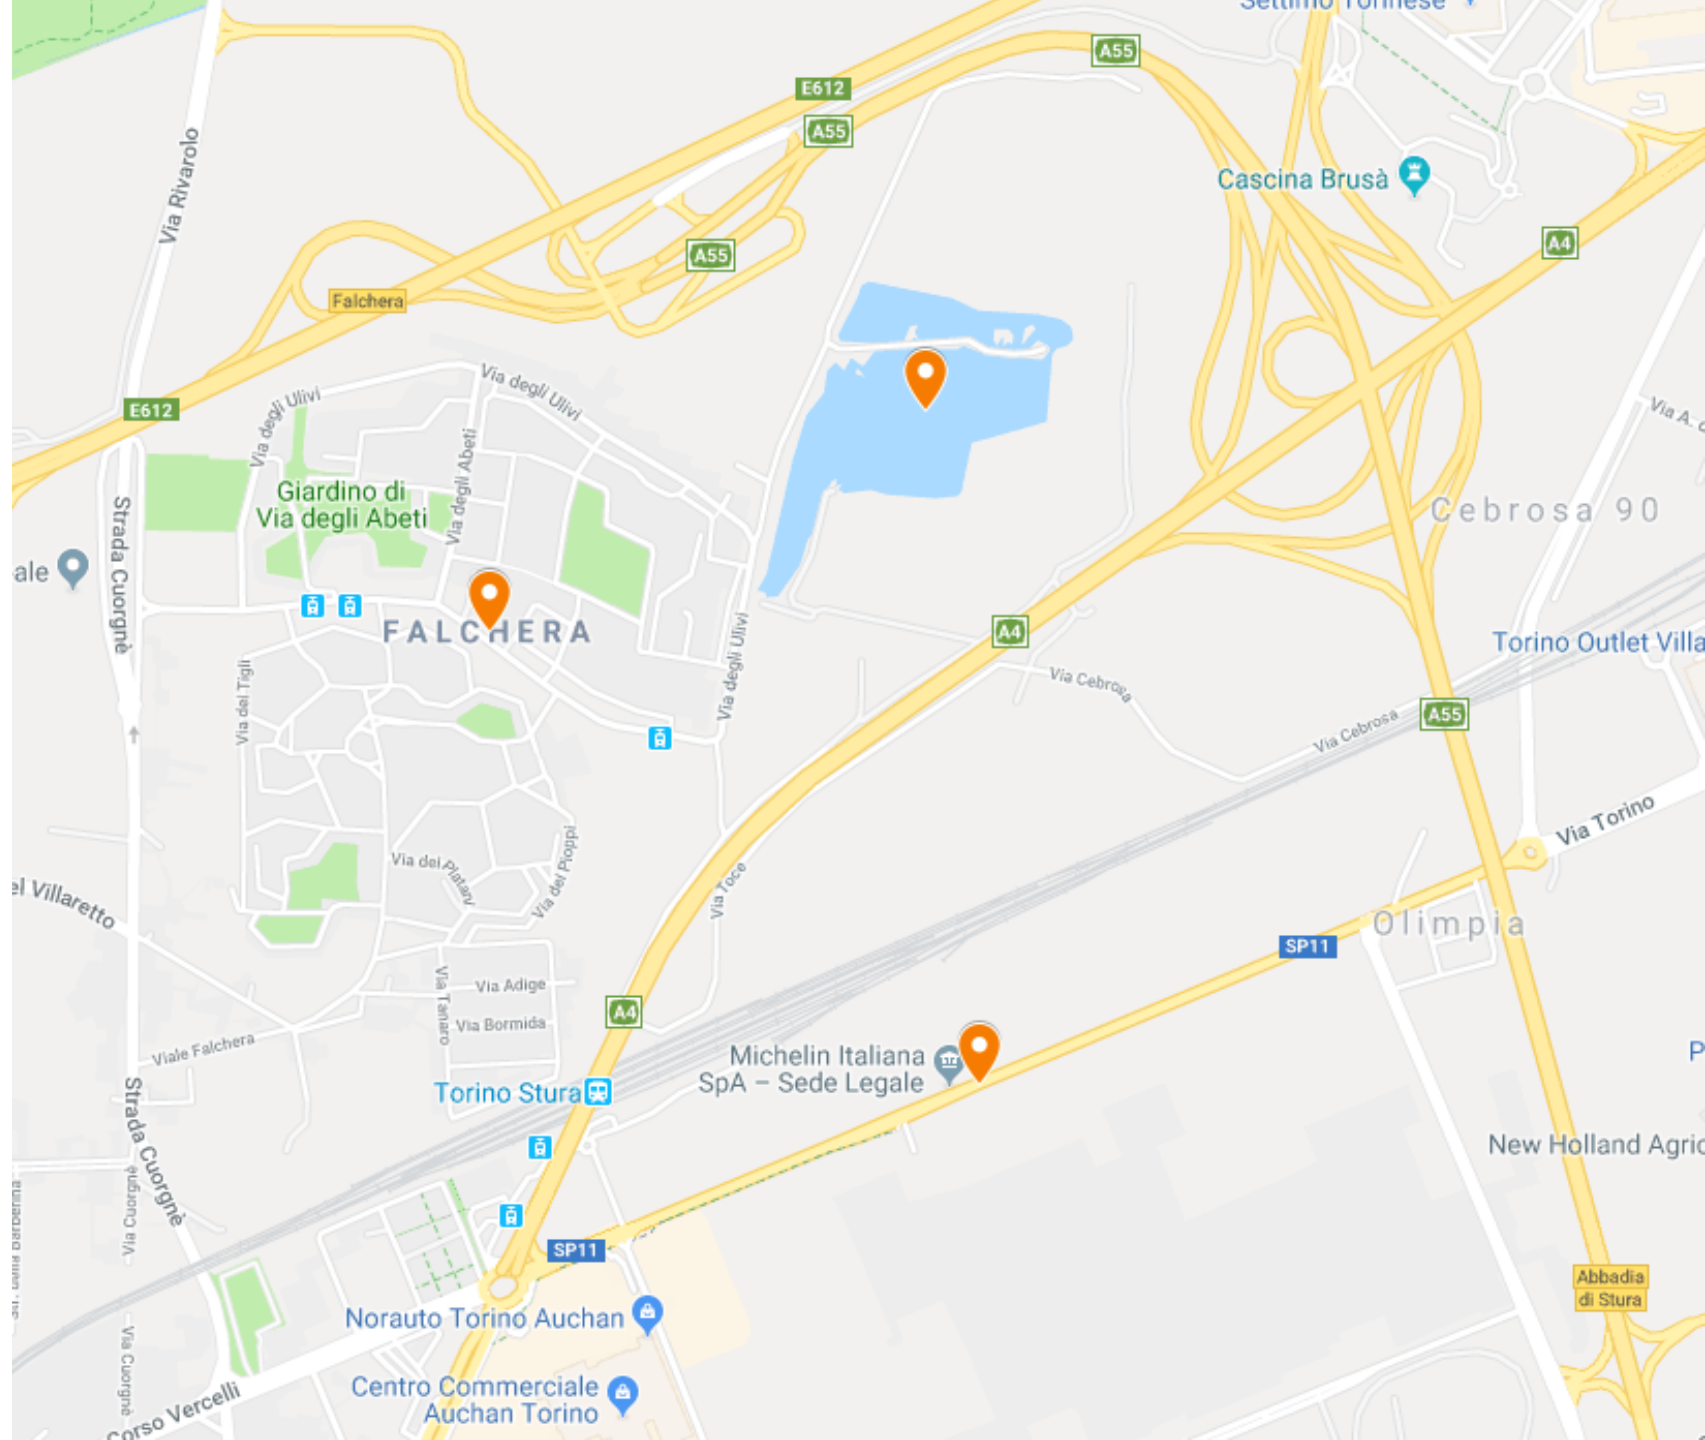 Settimo Torinese
A55
E612
A55
Via Rivarolo
Cascina Brusà
A55
A4
Falchera
Via degli Ulivi
Via degli Ulivi
E612
Via A.
Via degli Abeti
Giardino di
Via degli Abeti
Cebrosa 90
Strada Cuorgnè
FALCHERA
A4
Torino Outlet Villa
Via degli Ulivi
Via dei Tigli
Via Cebrosa
A55
Via Cebrosa
Via Torino
Via dei Platani
Via dei Pioppi
Via Toce
el Villaretto
Olimpia
SP11
Via Adige
Via Tanaro
A4
Via Bormida
Viale Falchera
Michelin Italiana
SpA – Sede Legale
Torino Stura
Strada Cuorgnè
New Holland Agric
Via Cuorgnè
SP11
Abbadia
di Stura
Norauto Torino Auchan
Via Cuorgnè
Centro Commerciale
Auchan Torino
Corso Vercelli